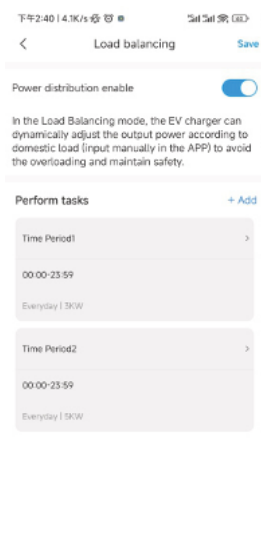 下午2:40 | 4.1K/s
Load balancing
Save
Power distribution enable
In the Load Balancing mode, the EV charger can
dynamically adjust the output power according to
domestic load (input manually in the APP) to avoid
the overloading and maintain safety.
Perform tasks
+ Add
Time Period1
00:00-23:59
Everyday | 3KW
Time Period2
00:00-23:59
Everyday | 5KW